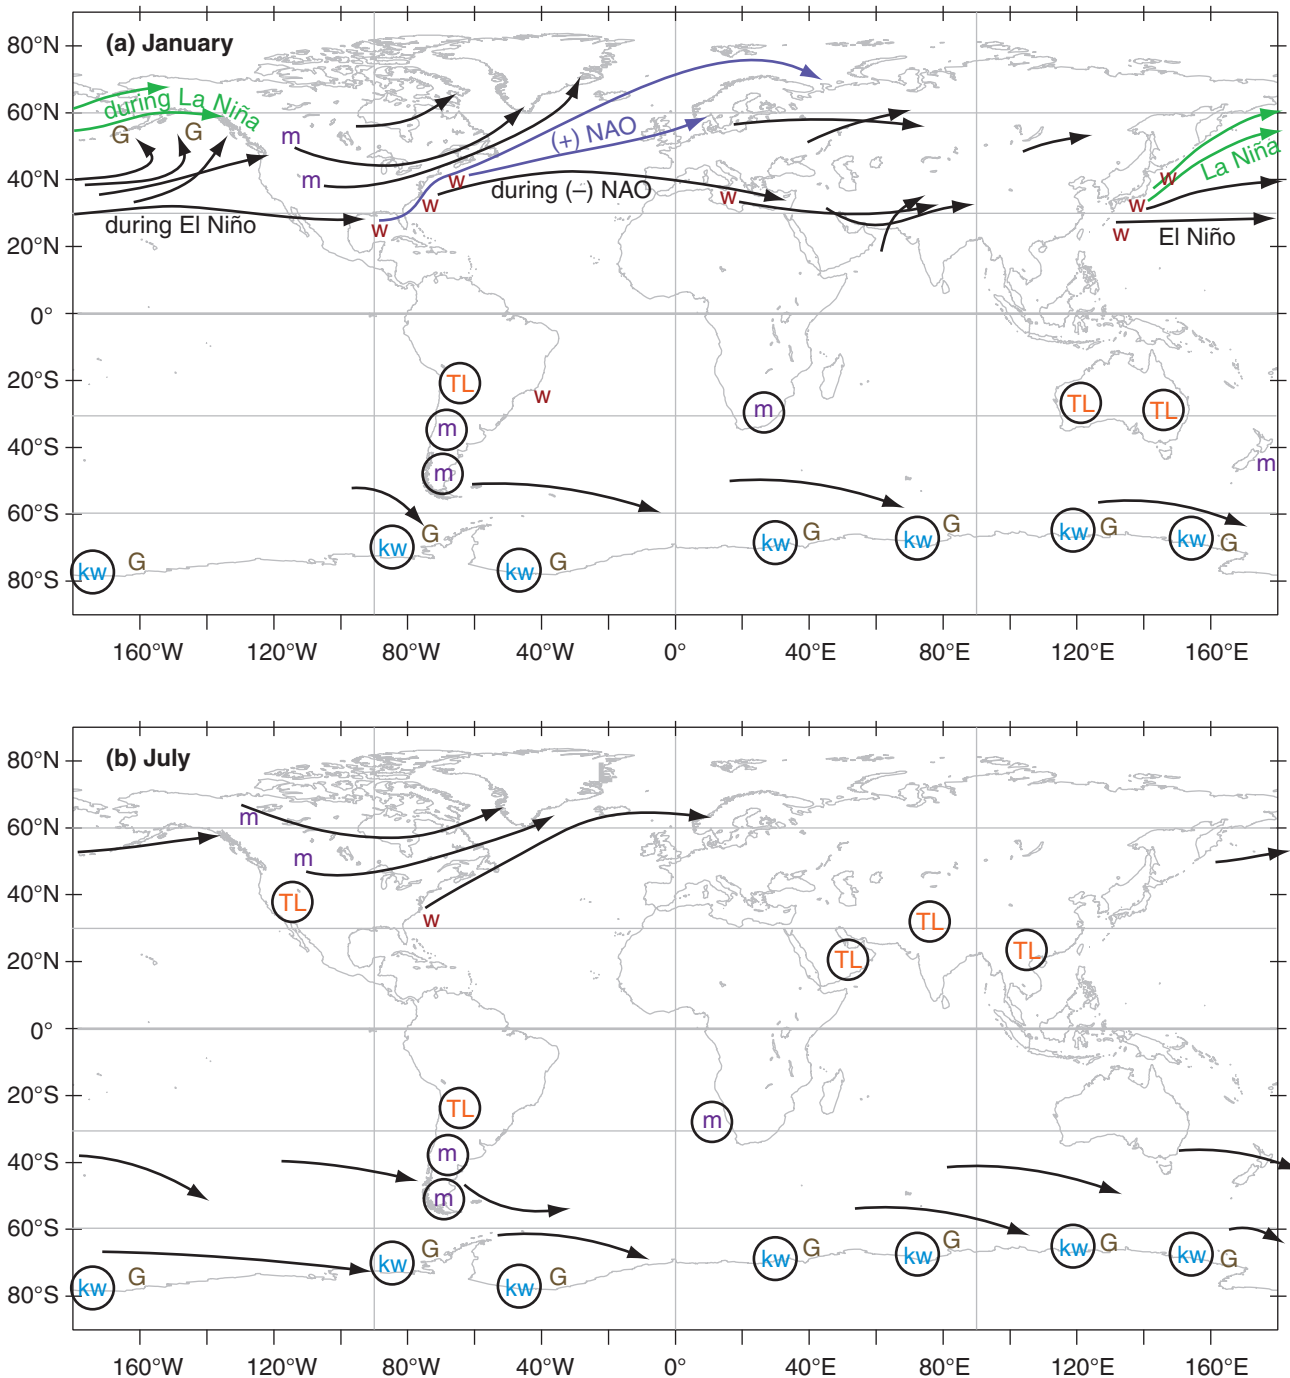 (a) January
80°N
60°N
40°N
20°N
0°
20°S
40°S
60°S
80°S
during La Niña
G
G
m
m
(+) NAO
w
w
w
during (–) NAO
during El Niño
w
w
w
La Niña
w
El Niño
TL
w
m
m
m
TL
TL
m
kw
G
kw
G
kw
G
kw
G
kw
G
kw
G
kw
G
160°W
120°W
80°W
40°W
0°
40°E
80°E
120°E
160°E
(b) July
80°N
60°N
40°N
20°N
0°
20°S
40°S
60°S
80°S
m
m
TL
w
TL
TL
TL
TL
m
m
m
kw
G
kw
G
kw
G
kw
G
kw
G
kw
G
kw
G
160°W
120°W
80°W
40°W
0°
40°E
80°E
120°E
160°E